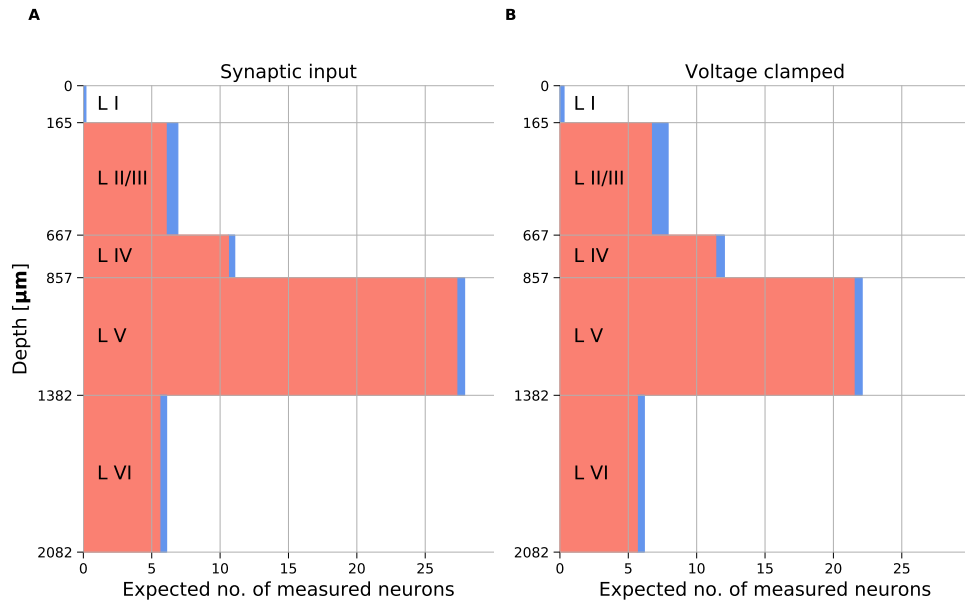 A
Synaptic input
0
165
667
857
1382
2082
Depth [μm]
L I
L II/III
L IV
L V
L VI
0 5 10 15 20 25
Expected no. of measured neurons
B
Voltage clamped
0
165
667
857
1382
2082
L I
L II/III
L IV
L V
L VI
0 5 10 15 20 25
Expected no. of measured neurons